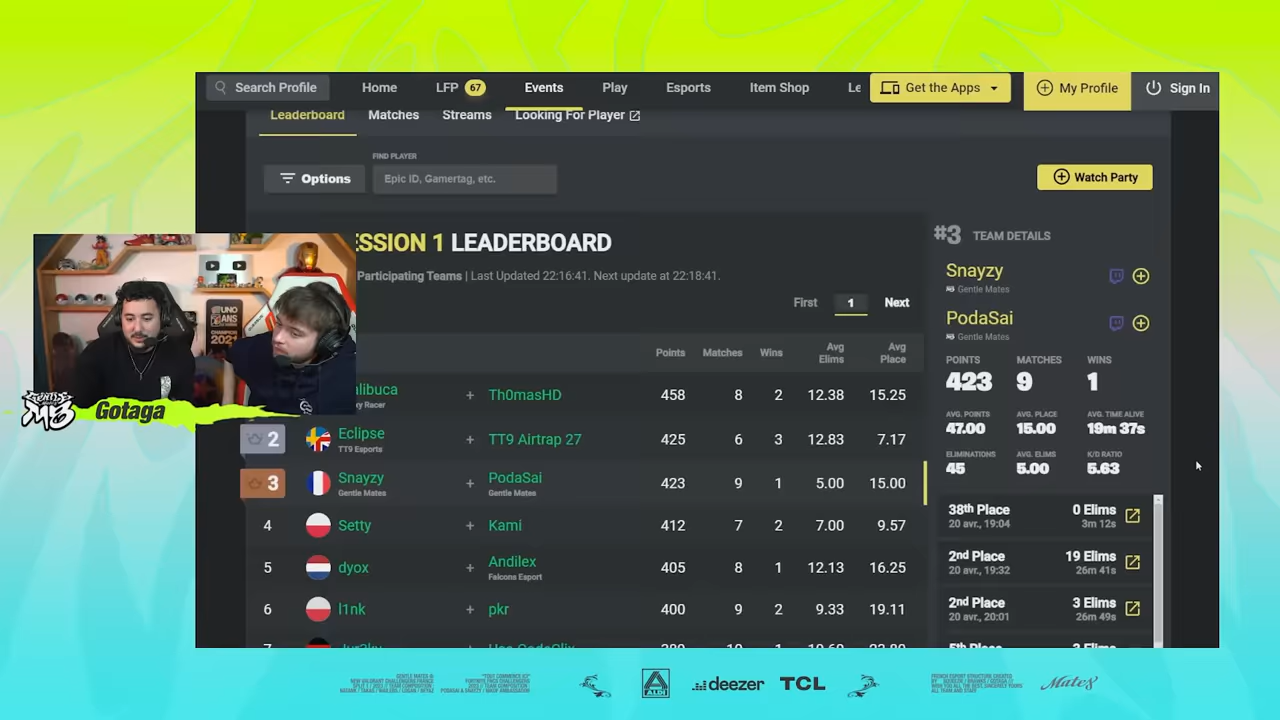 Search Profile
Home
LFP 67
Events
Play
Esports
Item Shop
Le
Get the Apps
My Profile
Sign In
Leaderboard
Matches
Streams
Looking For Player
FIND PLAYER
Options
Epic ID, Gamertag, etc.
Watch Party
ESSION 1 LEADERBOARD
Participating Teams | Last Updated 22:16:41. Next update at 22:18:41.
First 1 Next
Points Matches Wins Avg Elims Avg Place
alibuca + Th0masHD 458 8 2 12.38 15.25
y Racer
2 Eclipse + TT9 Airtrap 27 425 6 3 12.83 7.17
TT9 Esports
3 Snayzy + PodaSai 423 9 1 5.00 15.00
Gentle Mates Gentle Mates
4 Setty + Kami 412 7 2 7.00 9.57
5 dyox + Andilex 405 8 1 12.13 16.25
Falcons Esport
6 l1nk + pkr 400 9 2 9.33 19.11
#3 TEAM DETAILS
Snayzy
Gentle Mates
PodaSai
Gentle Mates
POINTS MATCHES WINS
423 9 1
AVG. POINTS AVG. PLACE AVG. TIME ALIVE
47.00 15.00 19m 37s
ELIMINATIONS AVG. ELIMS K/D RATIO
45 5.00 5.63
38th Place 0 Elims
20 avr., 19:04 3m 12s
2nd Place 19 Elims
20 avr., 19:32 26m 41s
2nd Place 3 Elims
20 avr., 20:01 26m 49s
Gotaga
ALDI
deezer
TCL
Mates